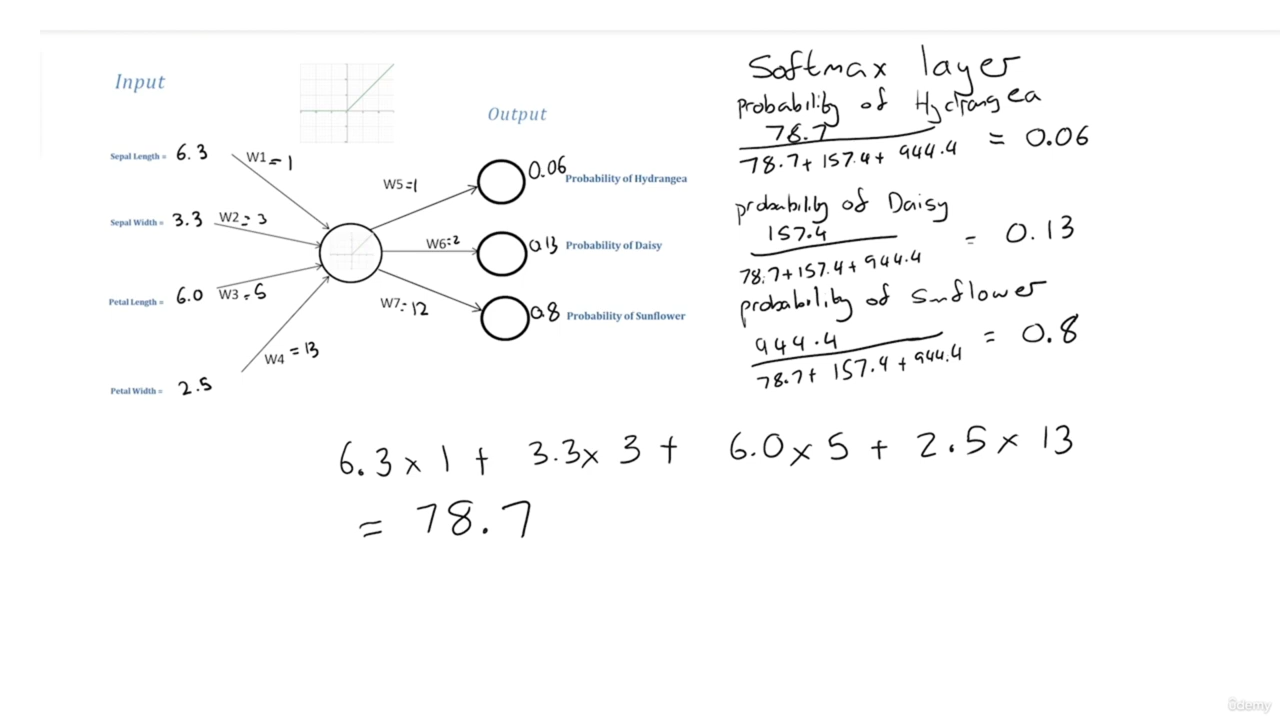 Input
Output
Sepal Length = 6.3
W1 = 1
Sepal Width = 3.3
W2 = 3
Petal Length = 6.0
W3 = 5
Petal Width = 2.5
W4 = 13
W5 = 1
W6 = 2
W7 = 12
0.06 Probability of Hydrangea
0.13 Probability of Daisy
0.8 Probability of Sunflower
Softmax layer
probability of Hydrangea
78.7
78.7 + 157.4 + 944.4 = 0.06
probability of Daisy
157.4
78.7 + 157.4 + 944.4 = 0.13
probability of Sunflower
944.4
78.7 + 157.4 + 944.4 = 0.8
6.3 x 1 + 3.3 x 3 + 6.0 x 5 + 2.5 x 13
= 78.7
ûdemy